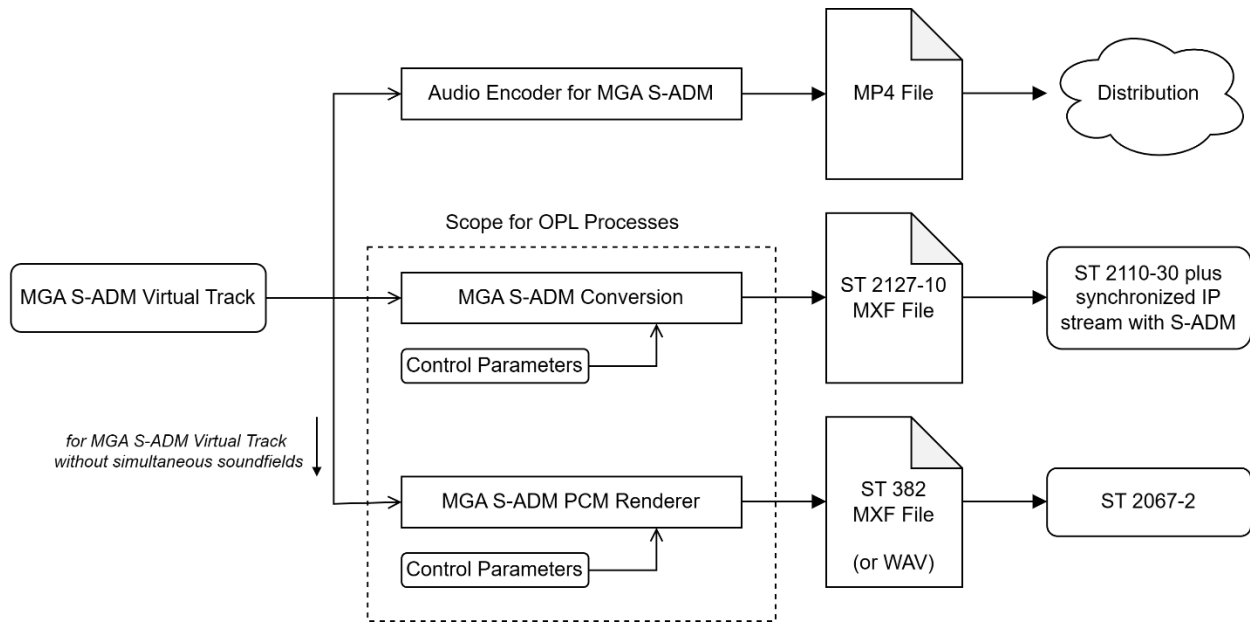 Audio Encoder for MGA S-ADM
MP4 File
Distribution
Scope for OPL Processes
MGA S-ADM Virtual Track
MGA S-ADM Conversion
Control Parameters
ST 2127-10
MXF File
ST 2110-30 plus
synchronized IP
stream with S-ADM
for MGA S-ADM Virtual Track
without simultaneous soundfields
MGA S-ADM PCM Renderer
Control Parameters
ST 382
MXF File
(or WAV)
ST 2067-2